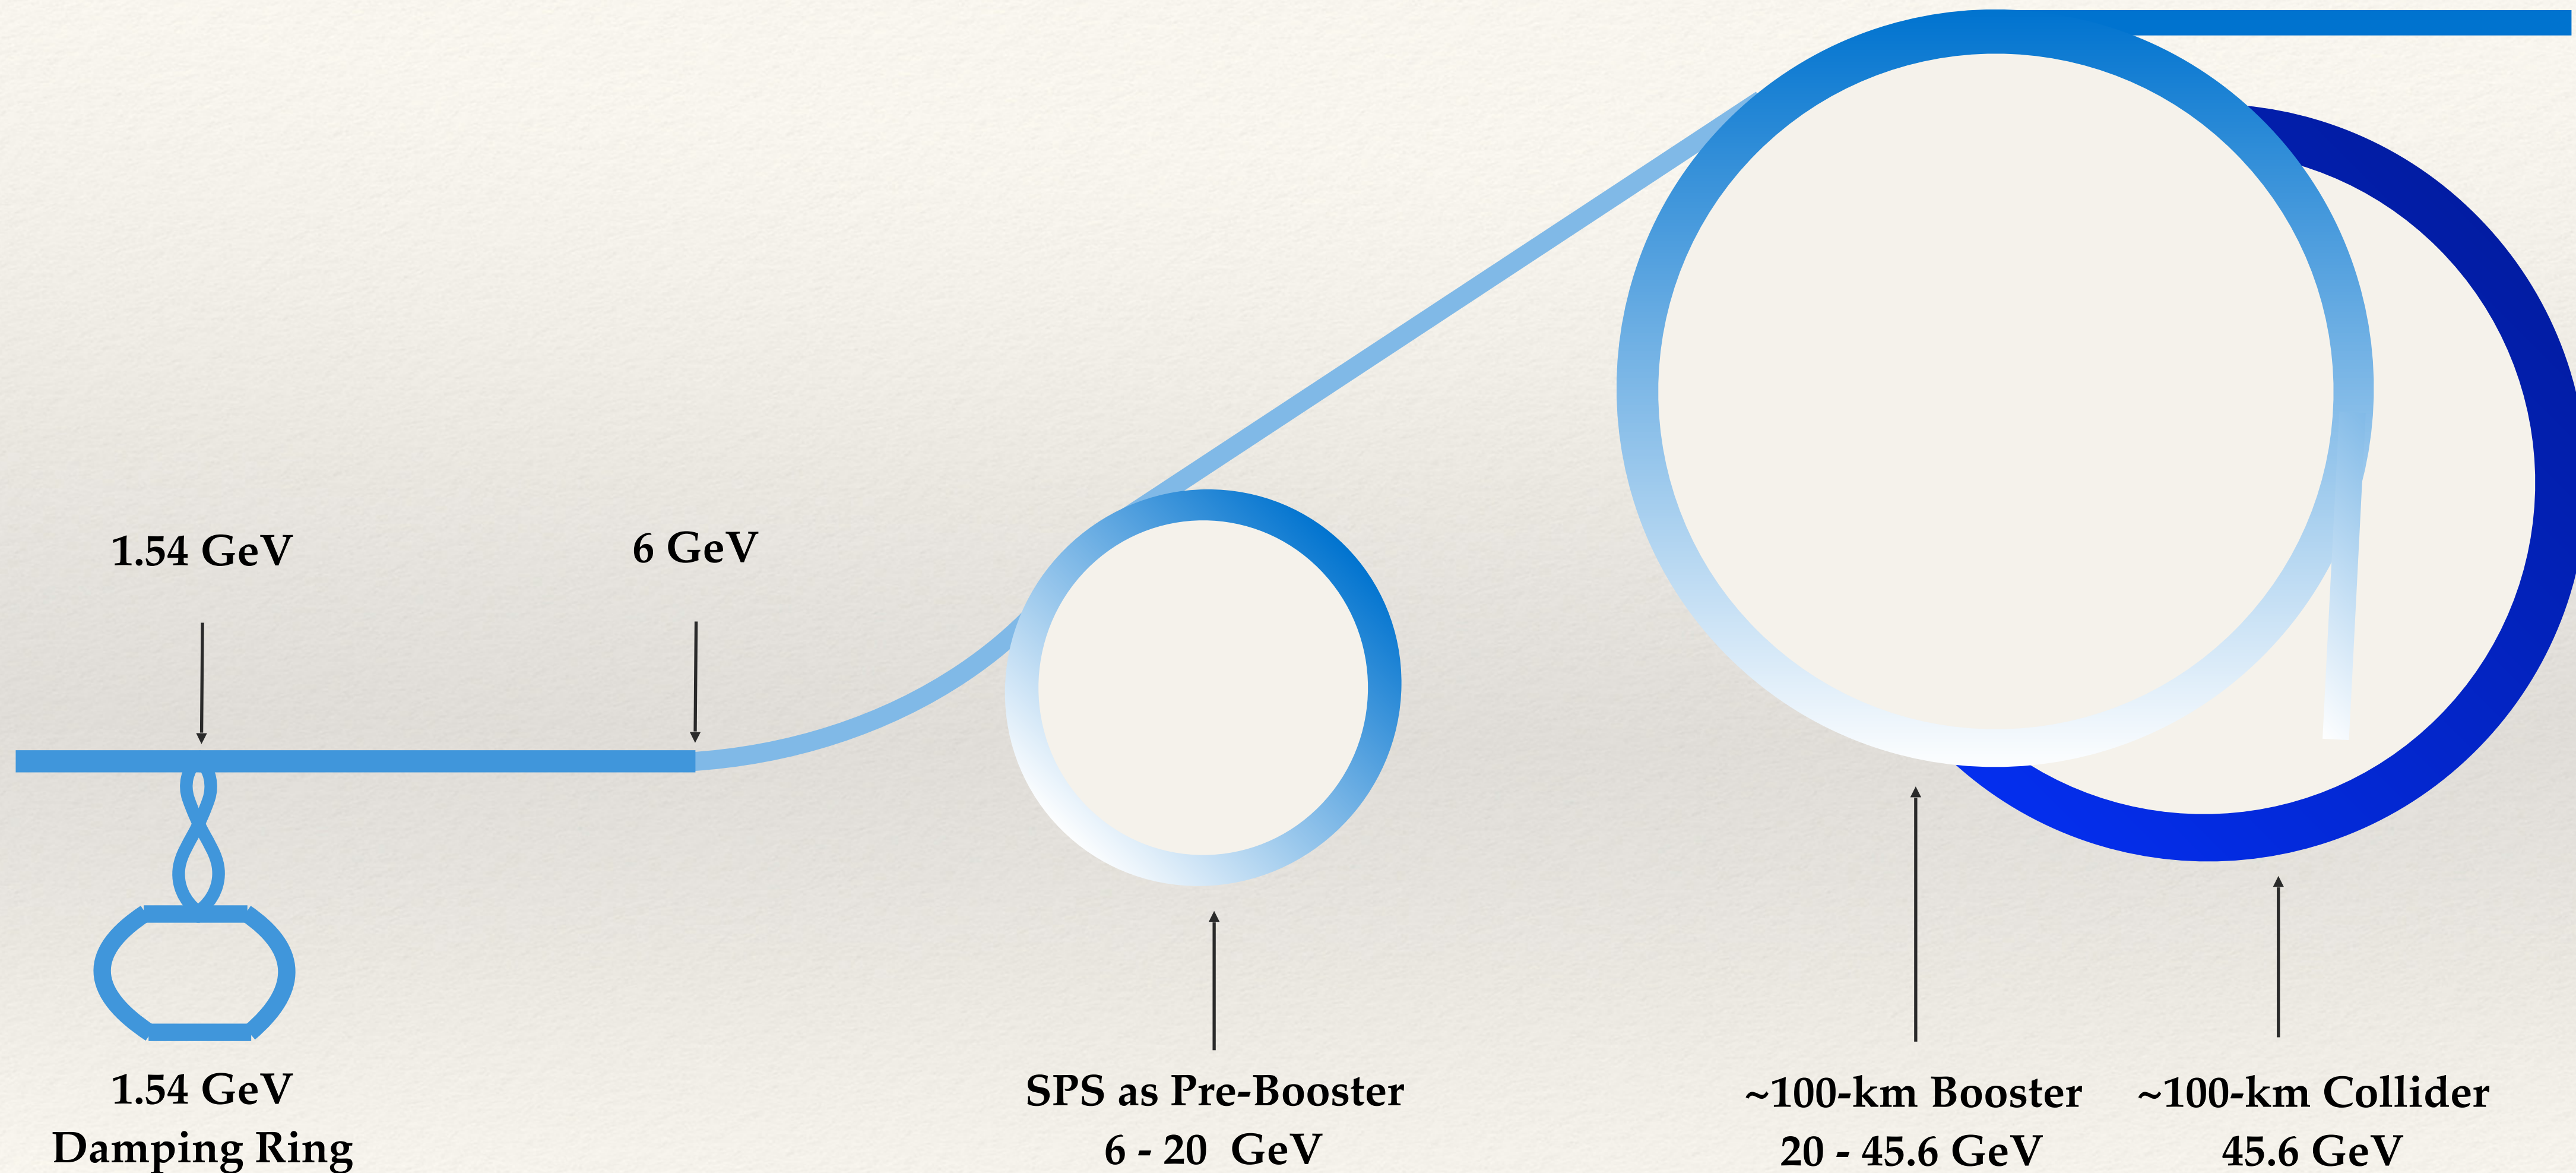 1.54 GeV
6 GeV
1.54 GeV
Damping Ring
SPS as Pre-Booster
6 - 20 GeV
~100-km Booster
20 - 45.6 GeV
~100-km Collider
45.6 GeV